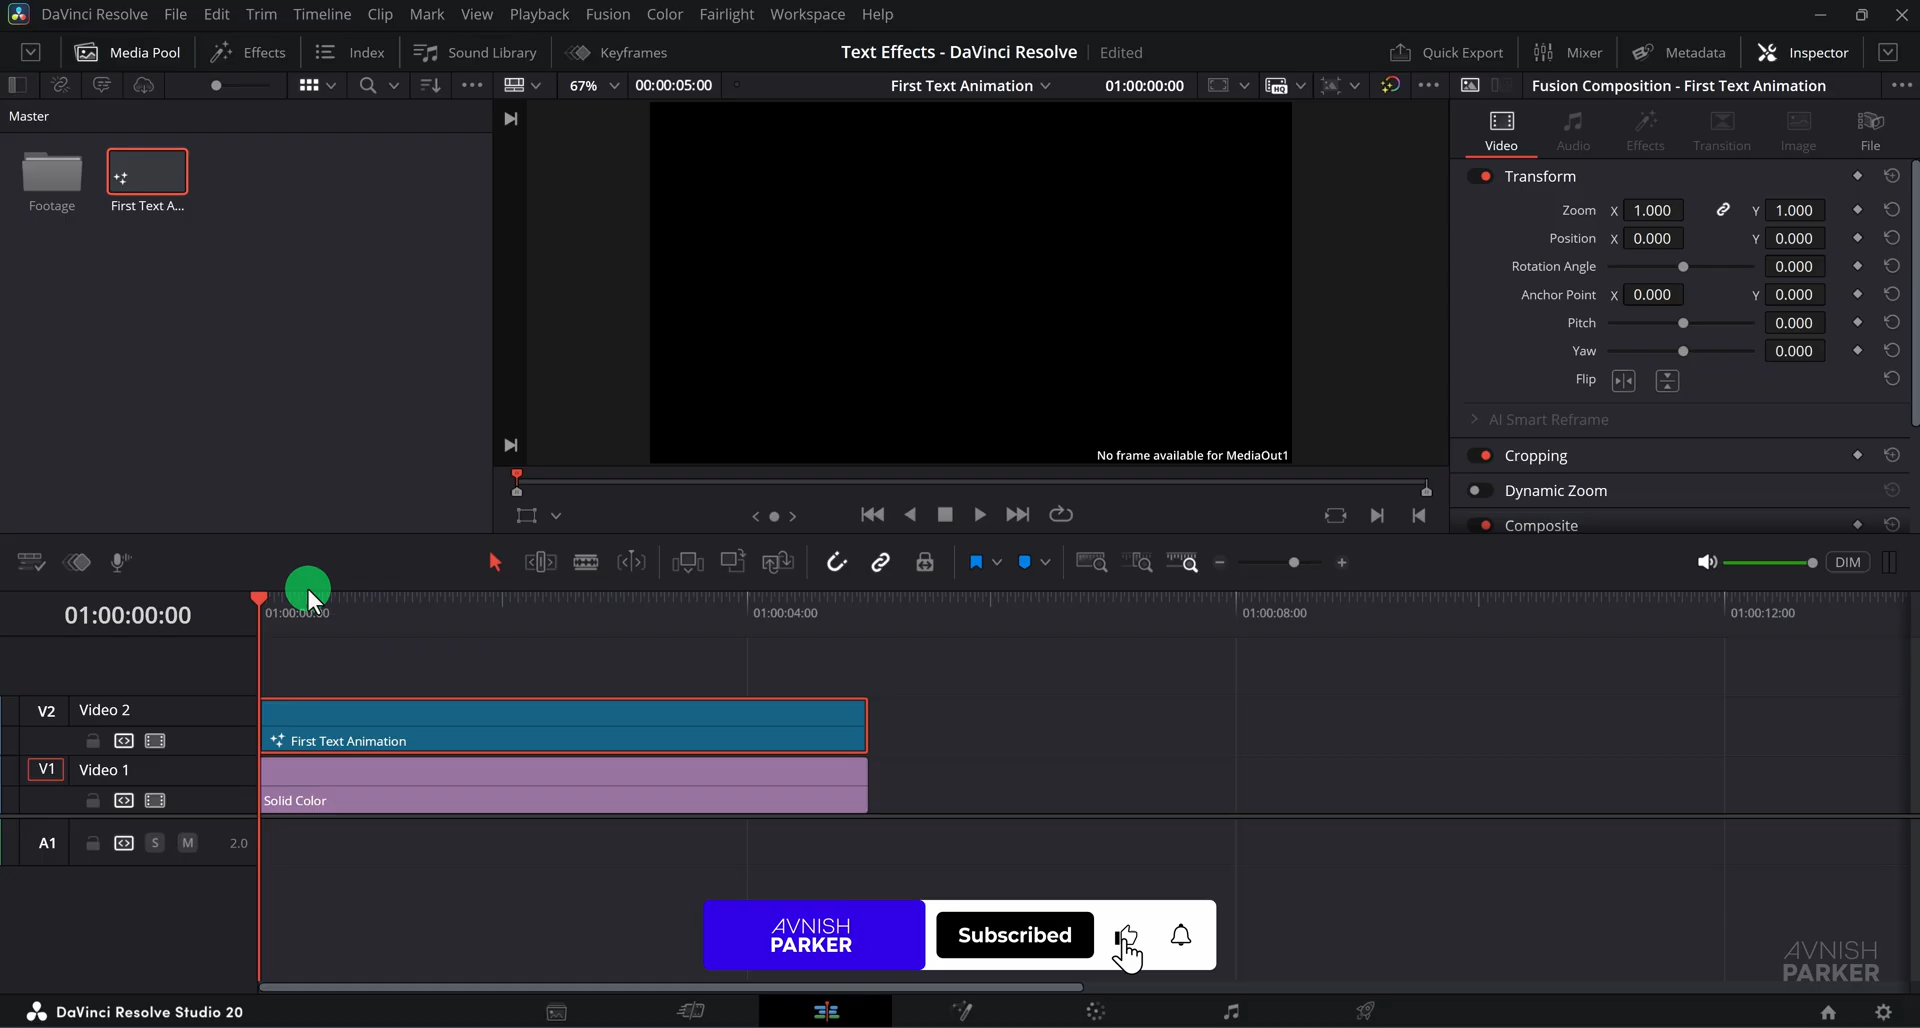 DaVinci Resolve File Edit Trim Timeline Clip Mark View Playback Fusion Color Fairlight Workspace Help
Media Pool Effects Index Sound Library Keyframes Text Effects - DaVinci Resolve Edited Quick Export Mixer Metadata Inspector
67% 00:00:05:00 First Text Animation 01:00:00:00 HQ Fusion Composition - First Text Animation
Master
Video Audio Effects Transition Image File
Transform
Footage First Text A...
Zoom X 1.000 Y 1.000
Position X 0.000 Y 0.000
Rotation Angle 0.000
Anchor Point X 0.000 Y 0.000
Pitch 0.000
Yaw 0.000
Flip
AI Smart Reframe
No frame available for MediaOut1
Cropping
Dynamic Zoom
Composite
DIM
01:00:00:00 01:00:00:00 01:00:04:00 01:00:08:00 01:00:12:00
V2 Video 2
First Text Animation
V1 Video 1
Solid Color
A1 S M 2.0
AVNISH
PARKER
Subscribed
AVNISH
PARKER
DaVinci Resolve Studio 20